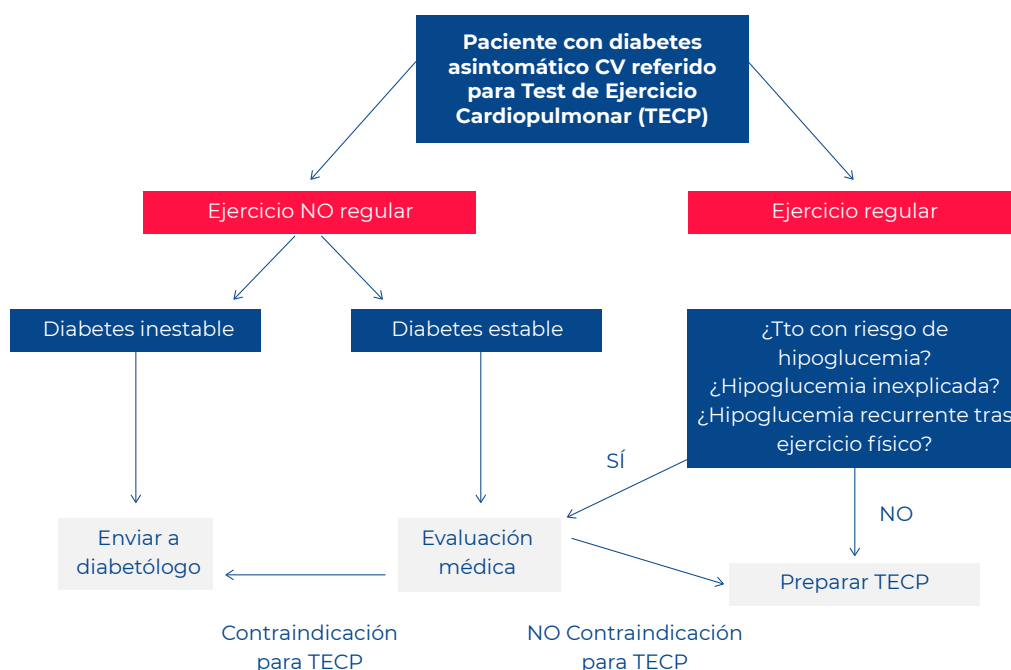 Paciente con diabetes
asintomático CV referido
para Test de Ejercicio
Cardiopulmonar (TECP)
Ejercicio NO regular
Ejercicio regular
Diabetes inestable
Diabetes estable
¿Tto con riesgo de
hipoglucemia?
¿Hipoglucemia inexplicada?
¿Hipoglucemia recurrente tras
ejercicio físico?
SÍ
NO
Enviar a
diabetólogo
Evaluación
médica
Preparar TECP
Contraindicación
para TECP
NO Contraindicación
para TECP